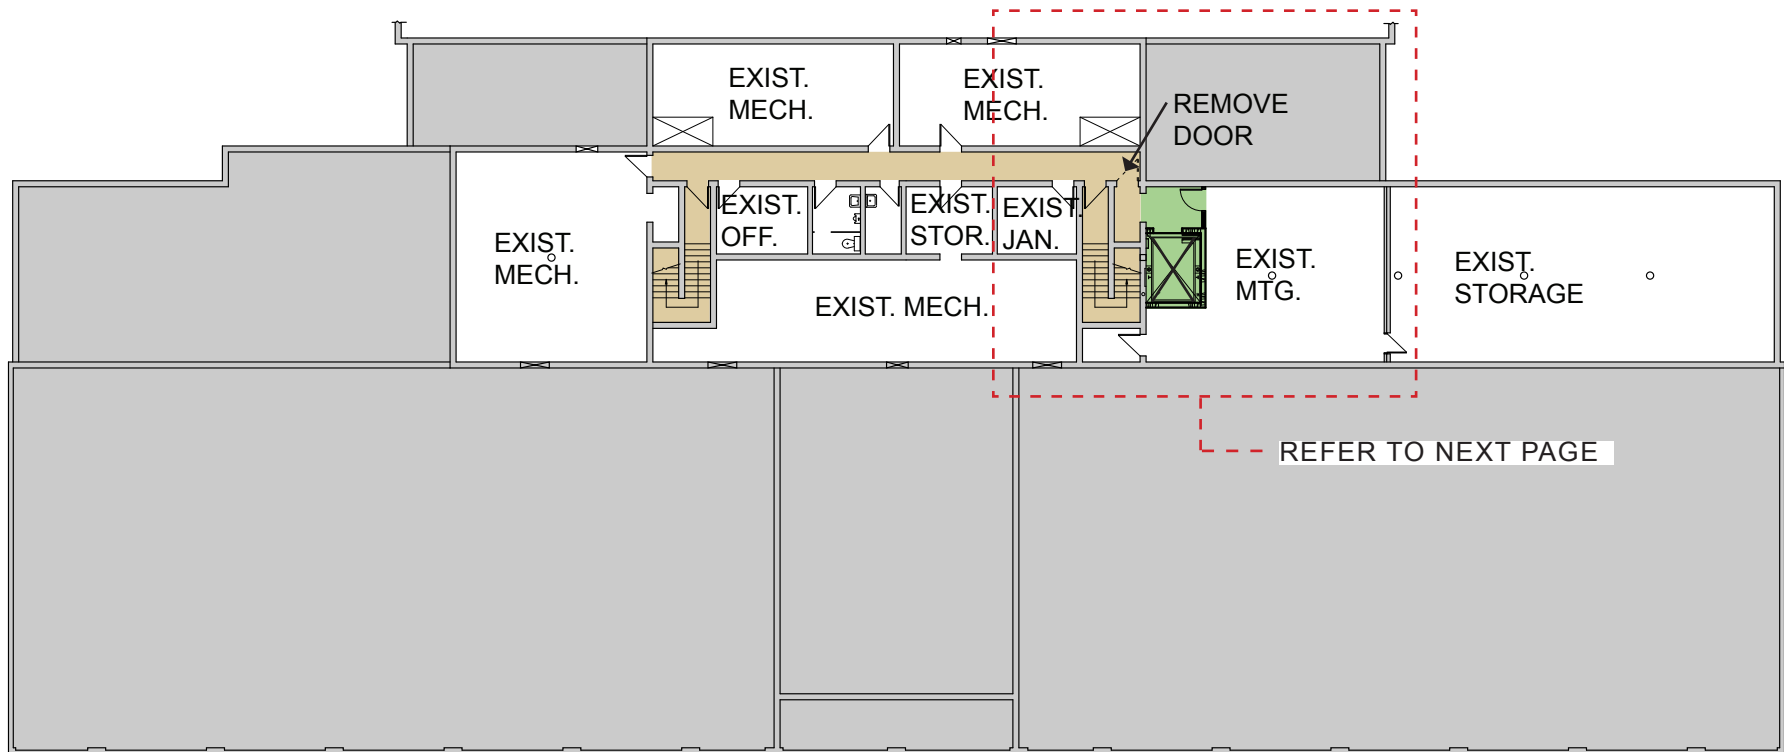 EXIST.
MECH.
EXIST.
MECH.
REMOVE
DOOR
EXIST.
OFF.
EXIST.
STOR.
EXIST.
JAN.
EXIST.
MECH.
EXIST. MECH.
EXIST.
MTG.
EXIST.
STORAGE
REFER TO NEXT PAGE